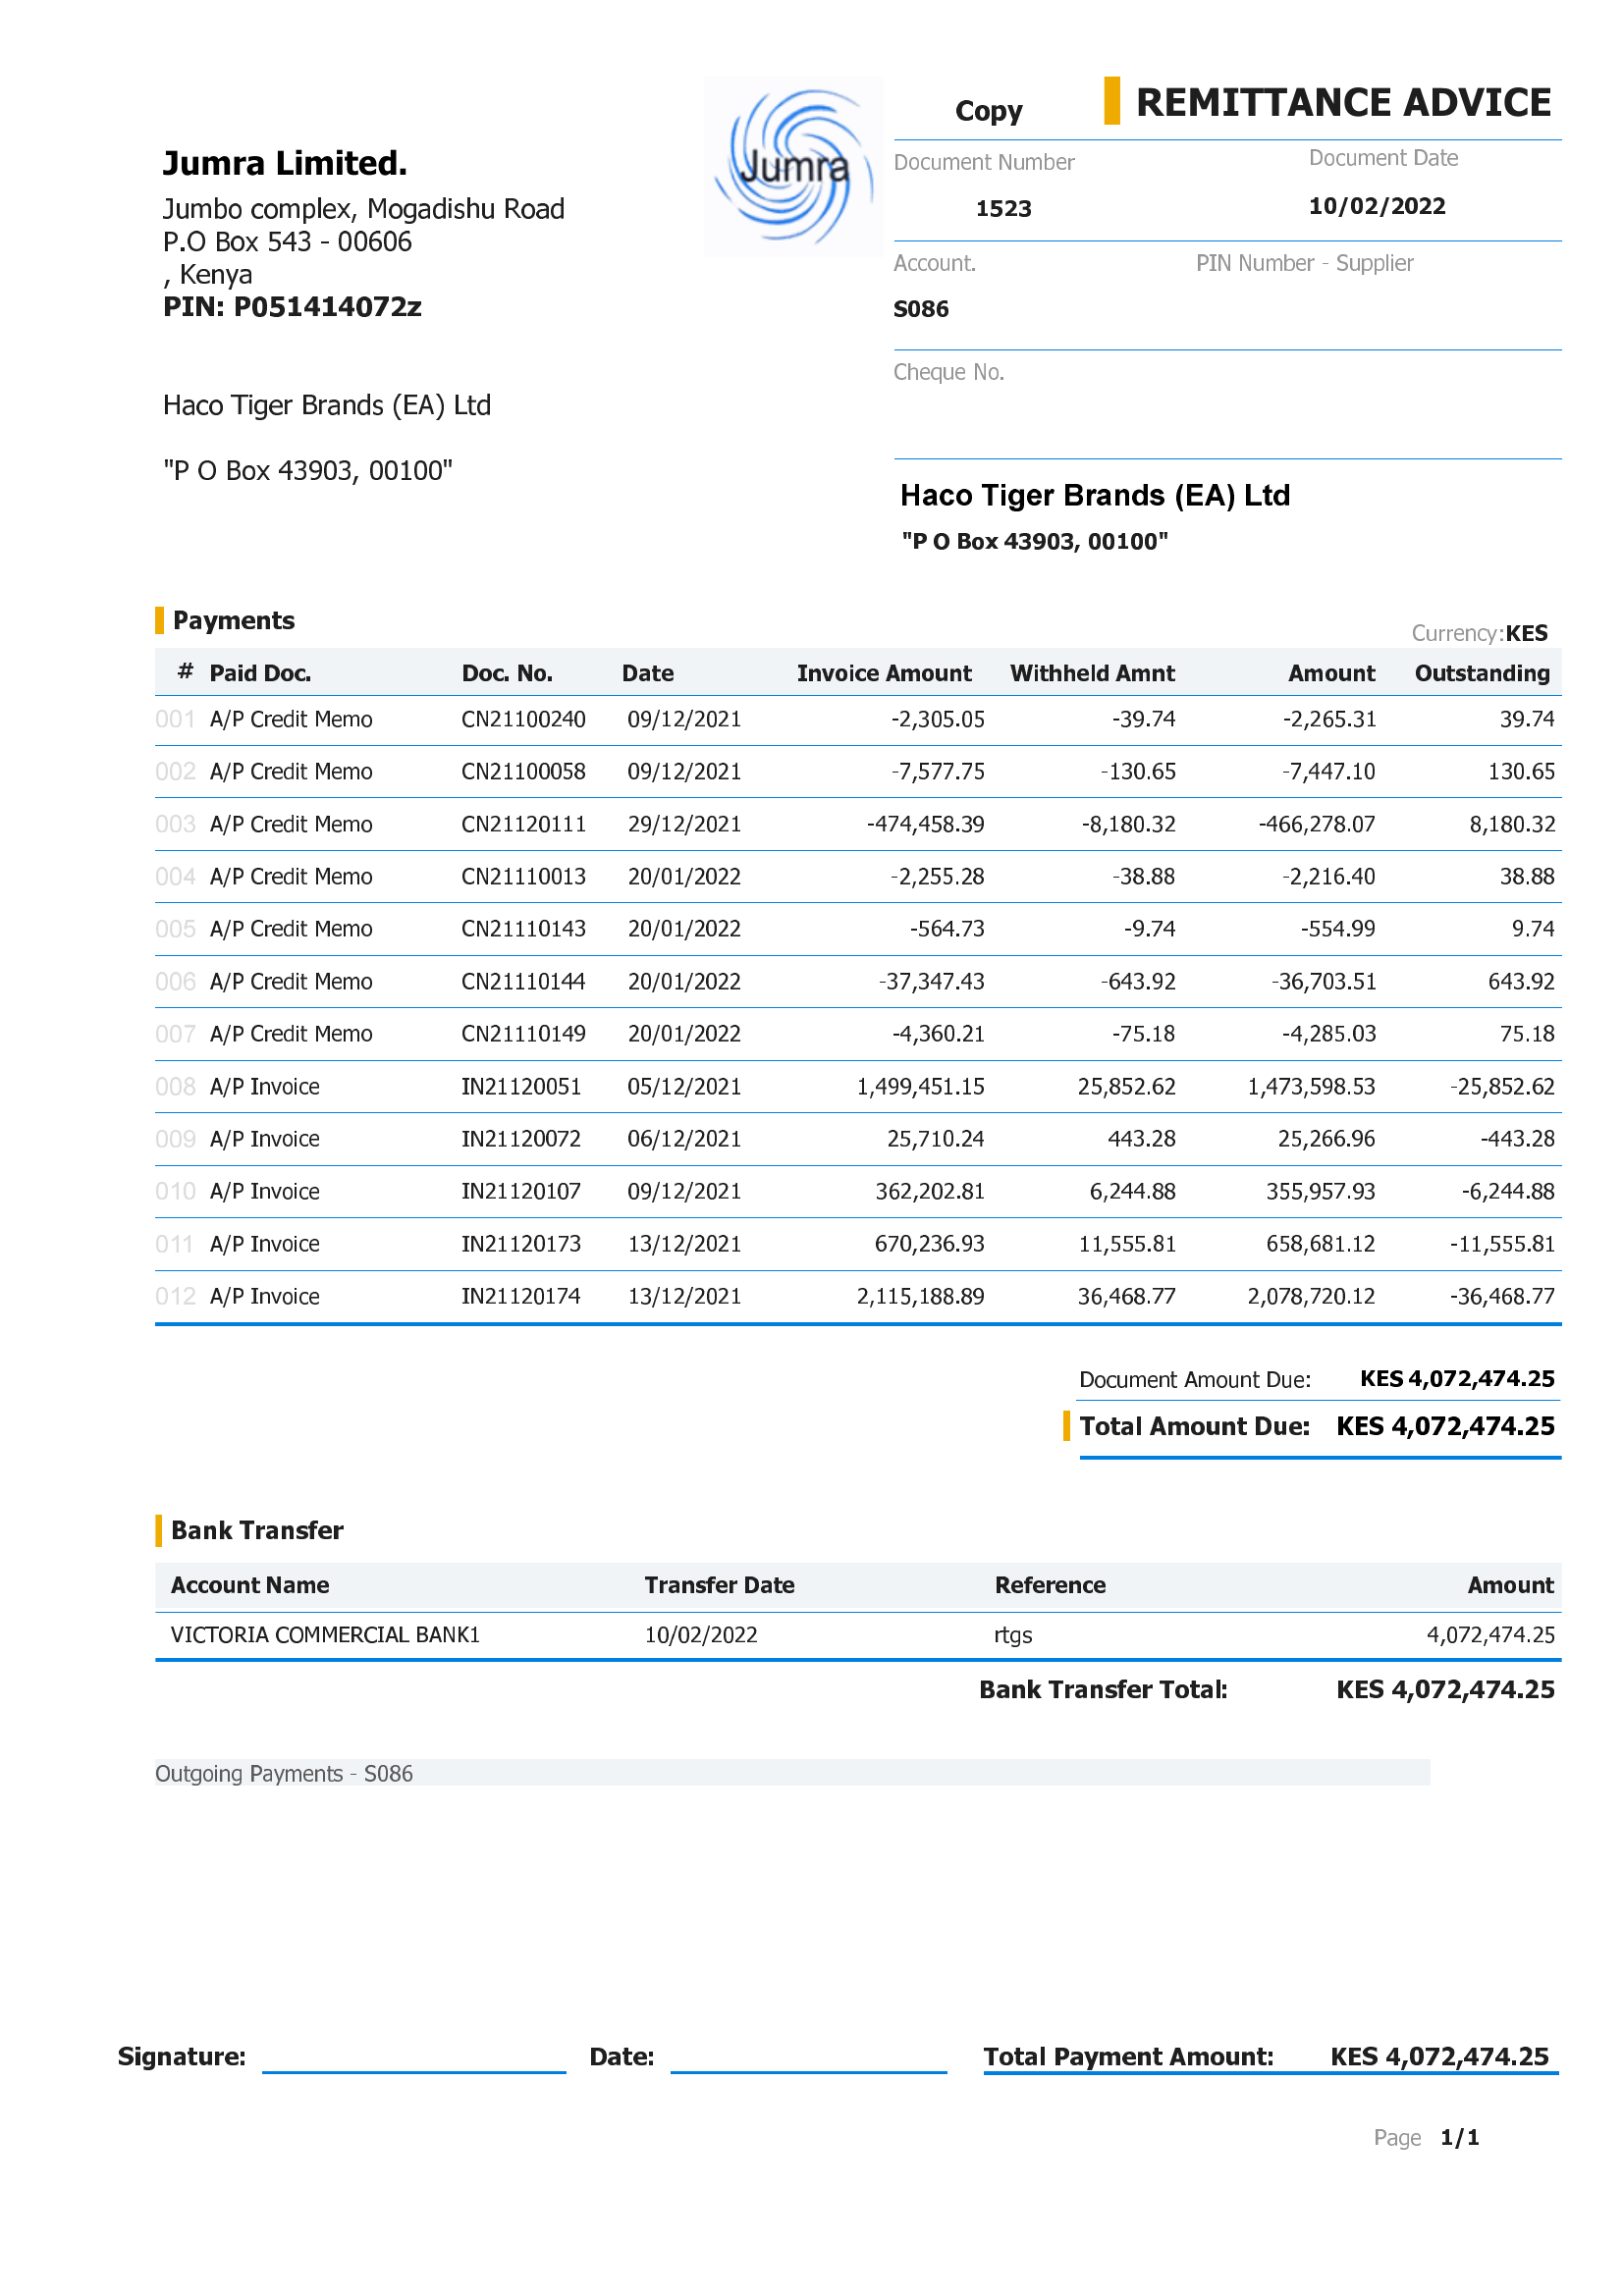 Copy
REMITTANCE ADVICE
Jumra
Jumra Limited.
Jumbo complex, Mogadishu Road
P.O Box 543 - 00606
, Kenya
PIN: P051414072z
Document Number Document Date
1523 10/02/2022
Account. PIN Number - Supplier
S086
Cheque No.
Haco Tiger Brands (EA) Ltd
"P O Box 43903, 00100"
Haco Tiger Brands (EA) Ltd
"P O Box 43903, 00100"
Payments
Currency:KES
# Paid Doc. Doc. No. Date Invoice Amount Withheld Amnt Amount Outstanding
001 A/P Credit Memo CN21100240 09/12/2021 -2,305.05 -39.74 -2,265.31 39.74
002 A/P Credit Memo CN21100058 09/12/2021 -7,577.75 -130.65 -7,447.10 130.65
003 A/P Credit Memo CN21120111 29/12/2021 -474,458.39 -8,180.32 -466,278.07 8,180.32
004 A/P Credit Memo CN21110013 20/01/2022 -2,255.28 -38.88 -2,216.40 38.88
005 A/P Credit Memo CN21110143 20/01/2022 -564.73 -9.74 -554.99 9.74
006 A/P Credit Memo CN21110144 20/01/2022 -37,347.43 -643.92 -36,703.51 643.92
007 A/P Credit Memo CN21110149 20/01/2022 -4,360.21 -75.18 -4,285.03 75.18
008 A/P Invoice IN21120051 05/12/2021 1,499,451.15 25,852.62 1,473,598.53 -25,852.62
009 A/P Invoice IN21120072 06/12/2021 25,710.24 443.28 25,266.96 -443.28
010 A/P Invoice IN21120107 09/12/2021 362,202.81 6,244.88 355,957.93 -6,244.88
011 A/P Invoice IN21120173 13/12/2021 670,236.93 11,555.81 658,681.12 -11,555.81
012 A/P Invoice IN21120174 13/12/2021 2,115,188.89 36,468.77 2,078,720.12 -36,468.77
Document Amount Due: KES 4,072,474.25
Total Amount Due: KES 4,072,474.25
Bank Transfer
Account Name Transfer Date Reference Amount
VICTORIA COMMERCIAL BANK1 10/02/2022 rtgs 4,072,474.25
Bank Transfer Total: KES 4,072,474.25
Outgoing Payments - S086
Signature: Date: Total Payment Amount: KES 4,072,474.25
Page 1/1